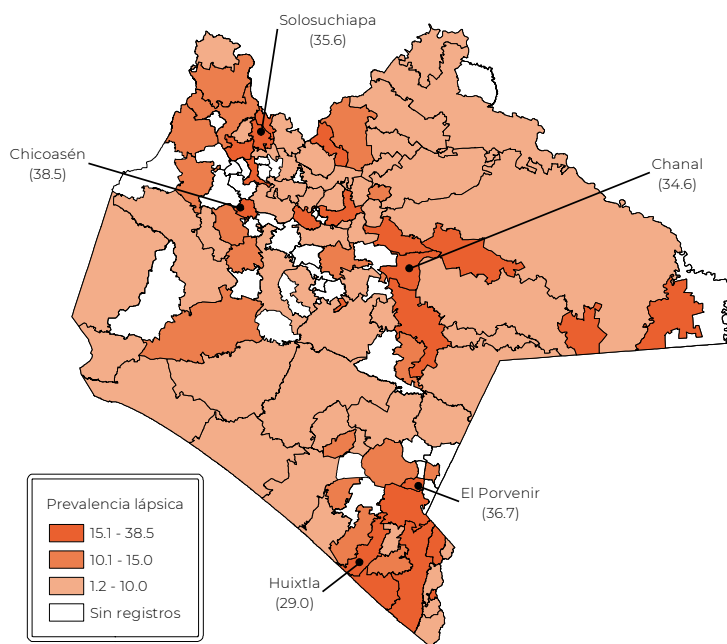 Solosuchiapa
(35.6)
Chicoasén
(38.5)
Chanal
(34.6)
El Porvenir
(36.7)
Huixtla
(29.0)
Prevalencia lápsica
15.1 - 38.5
10.1 - 15.0
1.2 - 10.0
Sin registros